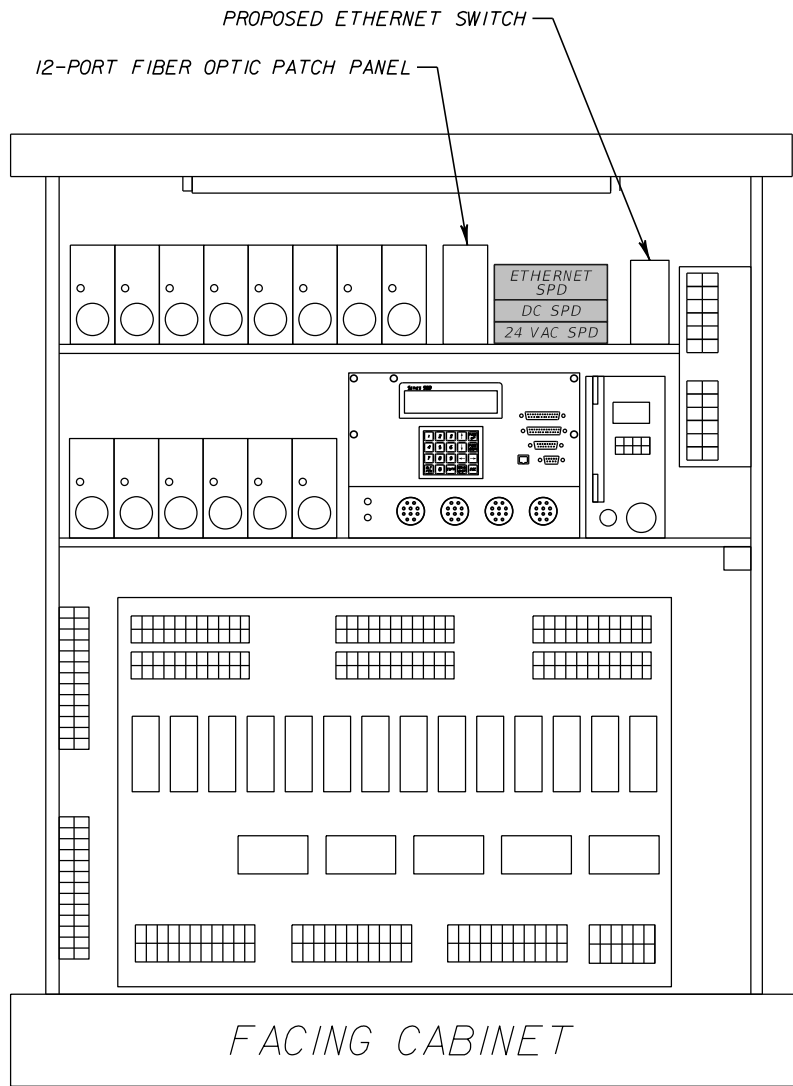 PROPOSED ETHERNET SWITCH
12-PORT FIBER OPTIC PATCH PANEL
ETHERNET
SPD
DC SPD
24 VAC SPD
FACING CABINET